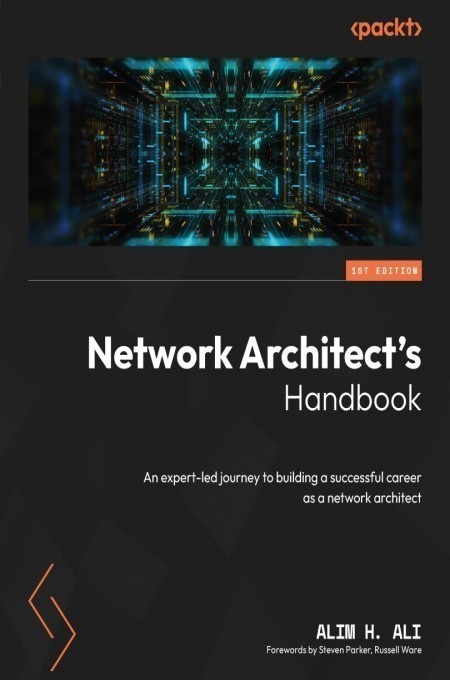 <packt>
1ST EDITION
Network Architect's
Handbook
An expert-led journey to building a successful career
as a network architect
ALIM H. ALI
Forewords by Steven Parker, Russell Ware